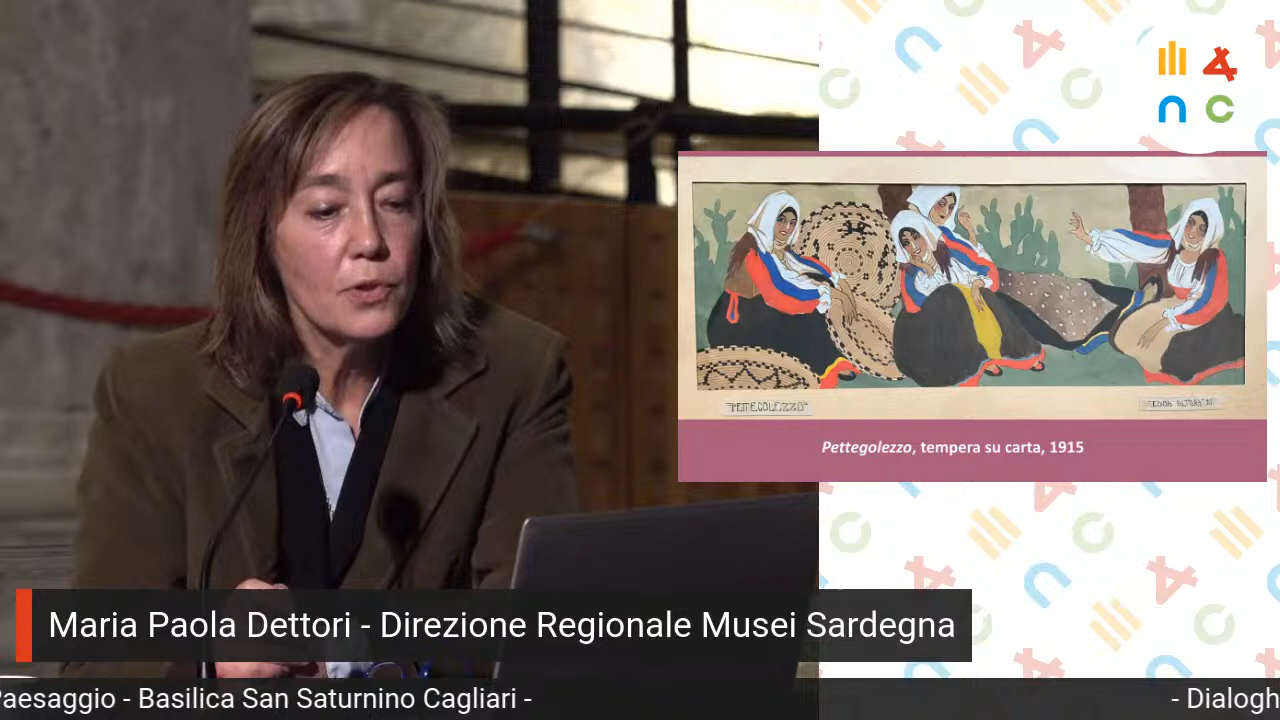 "PETTEGOLEZZO"
Pettegolezzo, tempera su carta, 1915
Maria Paola Dettori - Direzione Regionale Musei Sardegna
Paesaggio - Basilica San Saturnino Cagliari -
- Dialogh